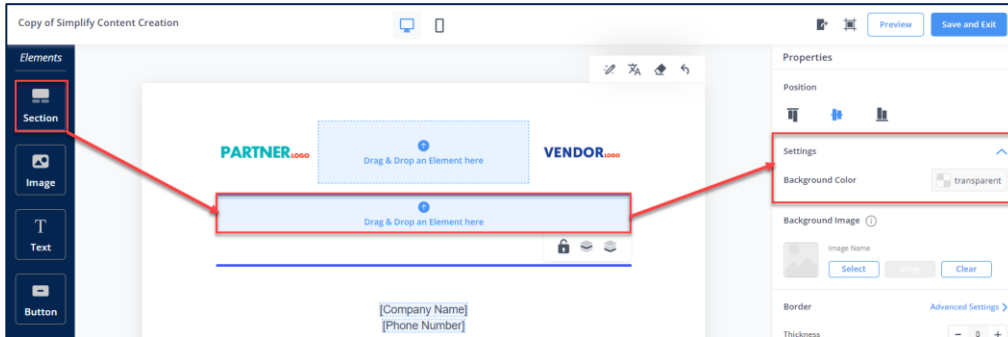 Copy of Simplify Content Creation
Preview
Save and Exit
Elements
Section
Image
Text
Button
PARTNER LOGO
Drag & Drop an Element here
VENDOR LOGO
Drag & Drop an Element here
[Company Name]
[Phone Number]
Properties
Position
Settings
Background Color
transparent
Background Image
Image Name
Select
Crop
Clear
Border
Advanced Settings
Thickness
0